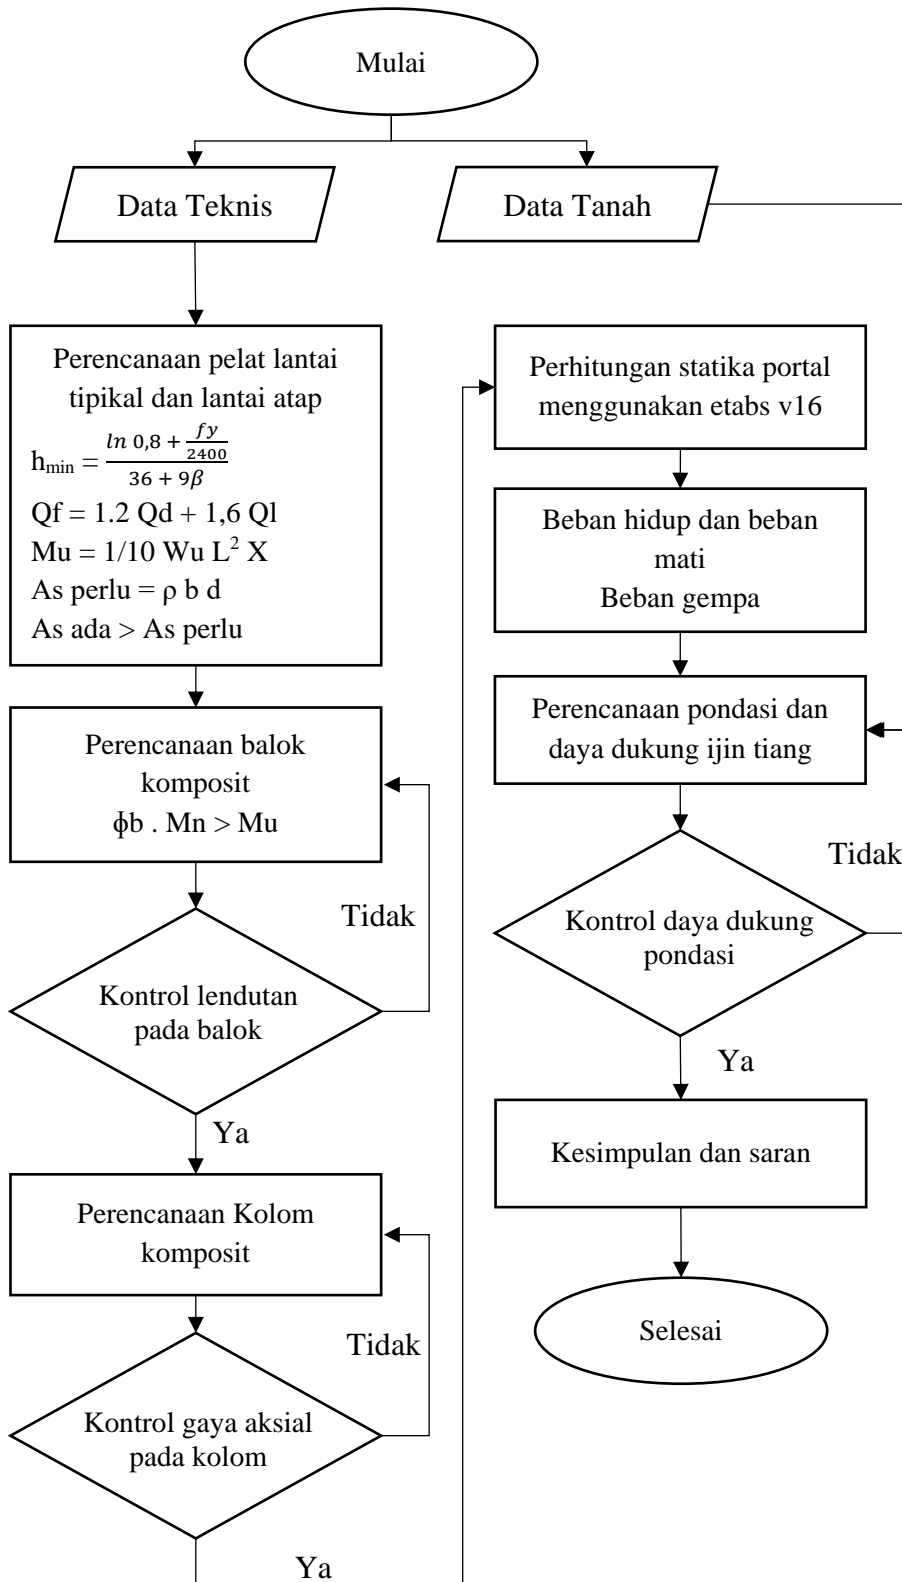 Mulai
Data Teknis
Data Tanah
Perencanaan pelat lantai
tipikal dan lantai atap
h_min = (ln 0,8 + fy/2400) / (36 + 9β)
Qf = 1.2 Qd + 1,6 Ql
Mu = 1/10 Wu L² X
As perlu = ρ b d
As ada > As perlu
Perencanaan balok
komposit
ϕb . Mn > Mu
Tidak
Kontrol lendutan
pada balok
Ya
Perencanaan Kolom
komposit
Tidak
Kontrol gaya aksial
pada kolom
Ya
Perhitungan statika portal
menggunakan etabs v16
Beban hidup dan beban
mati
Beban gempa
Perencanaan pondasi dan
daya dukung ijin tiang
Tidak
Kontrol daya dukung
pondasi
Ya
Kesimpulan dan saran
Selesai